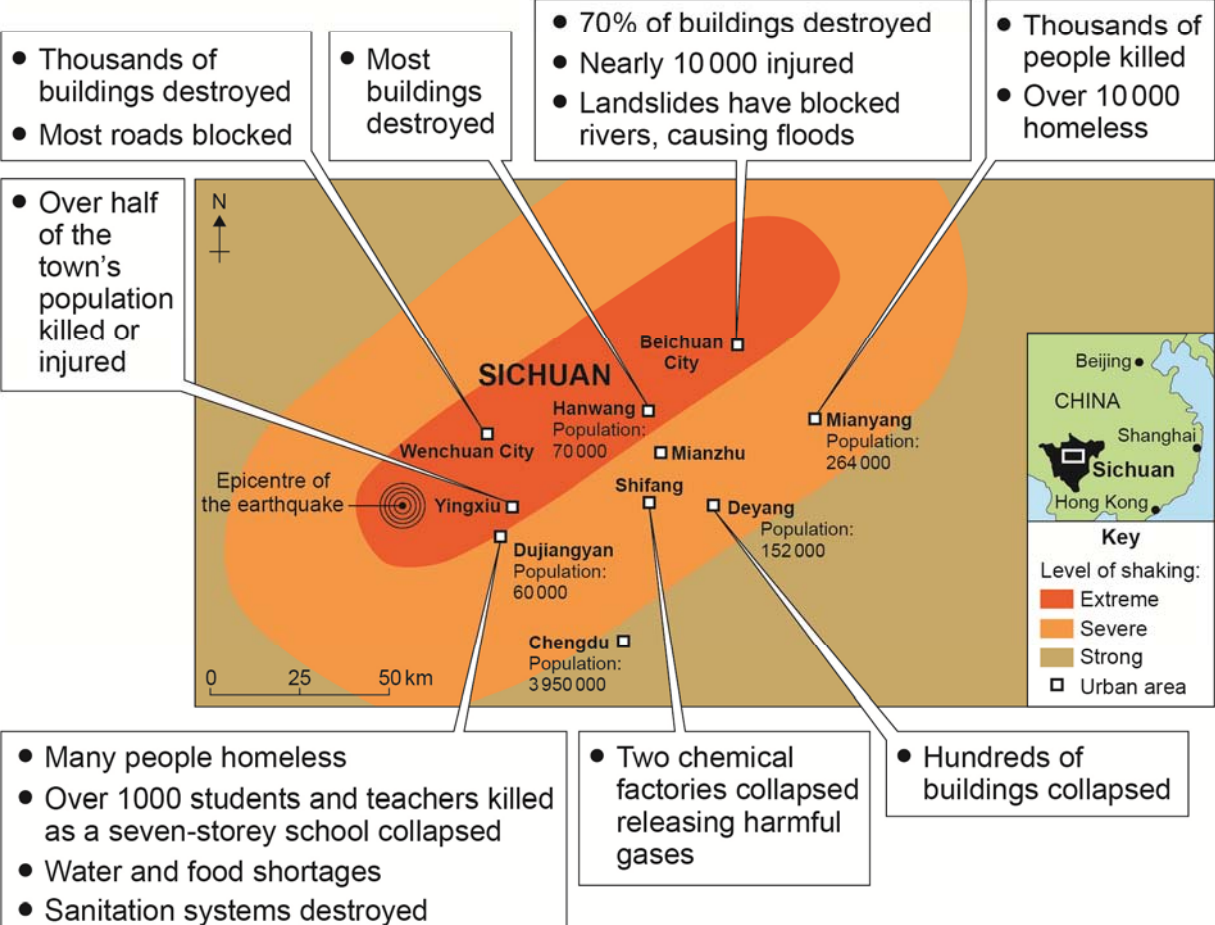 ● Thousands of
buildings destroyed
● Most roads blocked
● Most
buildings
destroyed
● 70% of buildings destroyed
● Nearly 10 000 injured
● Landslides have blocked
rivers, causing floods
● Thousands of
people killed
● Over 10 000
homeless
● Over half
of the
town's
population
killed or
injured
N
SICHUAN
Beichuan
City
Hanwang
Population:
70 000
Wenchuan City
Mianyang
Population:
264 000
Mianzhu
Epicentre of
the earthquake
Yingxiu
Shifang
Deyang
Population:
152 000
Dujiangyan
Population:
60 000
Chengdu
Population:
3 950 000
0 25 50 km
Beijing
CHINA
Shanghai
Sichuan
Hong Kong
Key
Level of shaking:
Extreme
Severe
Strong
Urban area
● Many people homeless
● Over 1000 students and teachers killed
as a seven-storey school collapsed
● Water and food shortages
● Sanitation systems destroyed
● Two chemical
factories collapsed
releasing harmful
gases
● Hundreds of
buildings collapsed